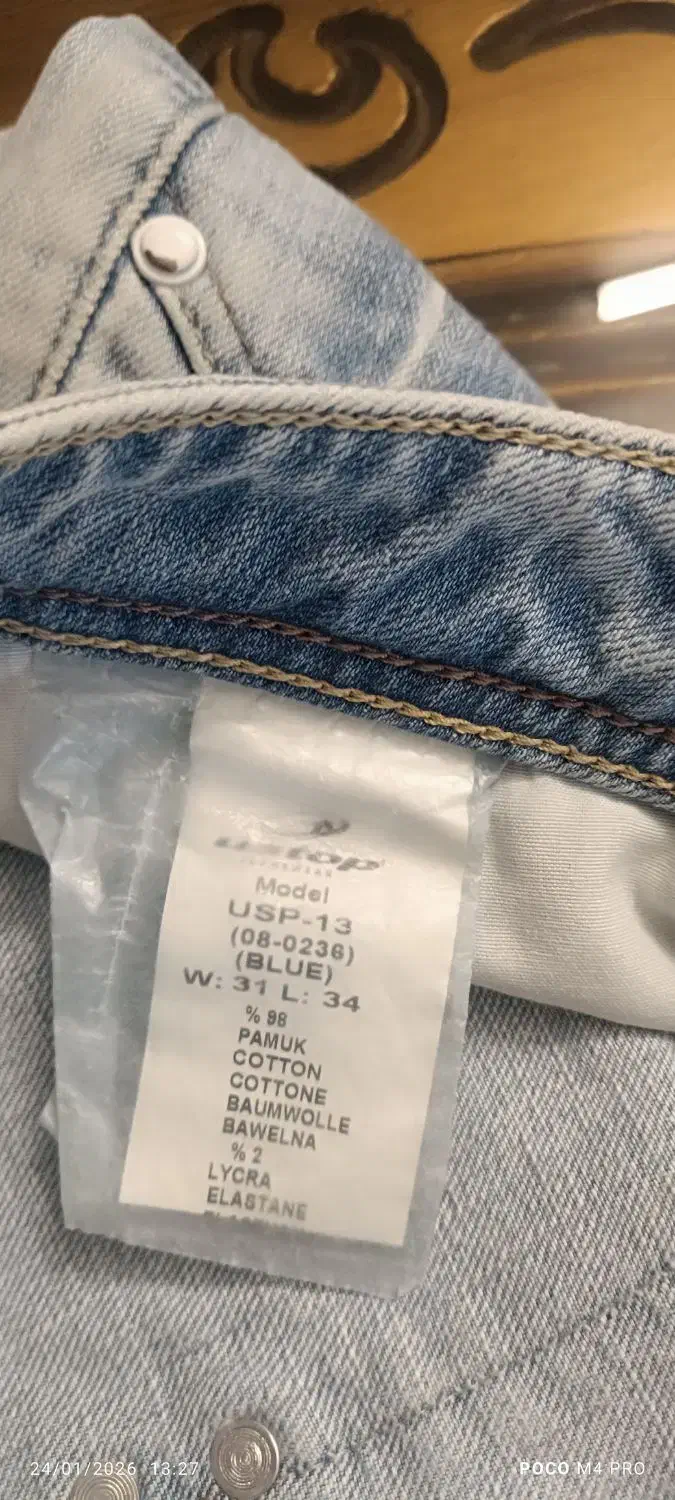 Model
USP-13
(08-0236)
(BLUE)
W: 31 L: 34
% 98
PAMUK
COTTON
COTTONE
BAUMWOLLE
BAWELNA
% 2
LYCRA
ELASTANE
24/01/2026 13:27
POCO M4 PRO